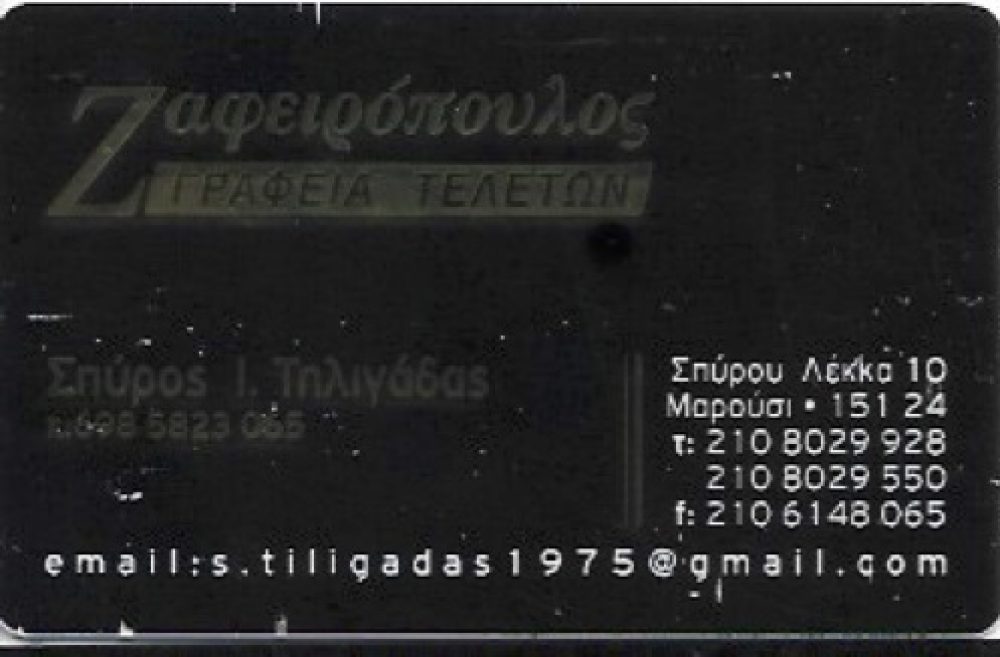 Ζαφειρόπουλος
ΓΡΑΦΕΙΑ ΤΕΛΕΤΩΝ
Σπύρος Ι. Τηλιγάδας
κ:698 5823 065
Σπύρου Λέκκα 10
Μαρούσι • 151 24
τ: 210 8029 928
210 8029 550
f: 210 6148 065
email:s.tiligadas1975@gmail.com